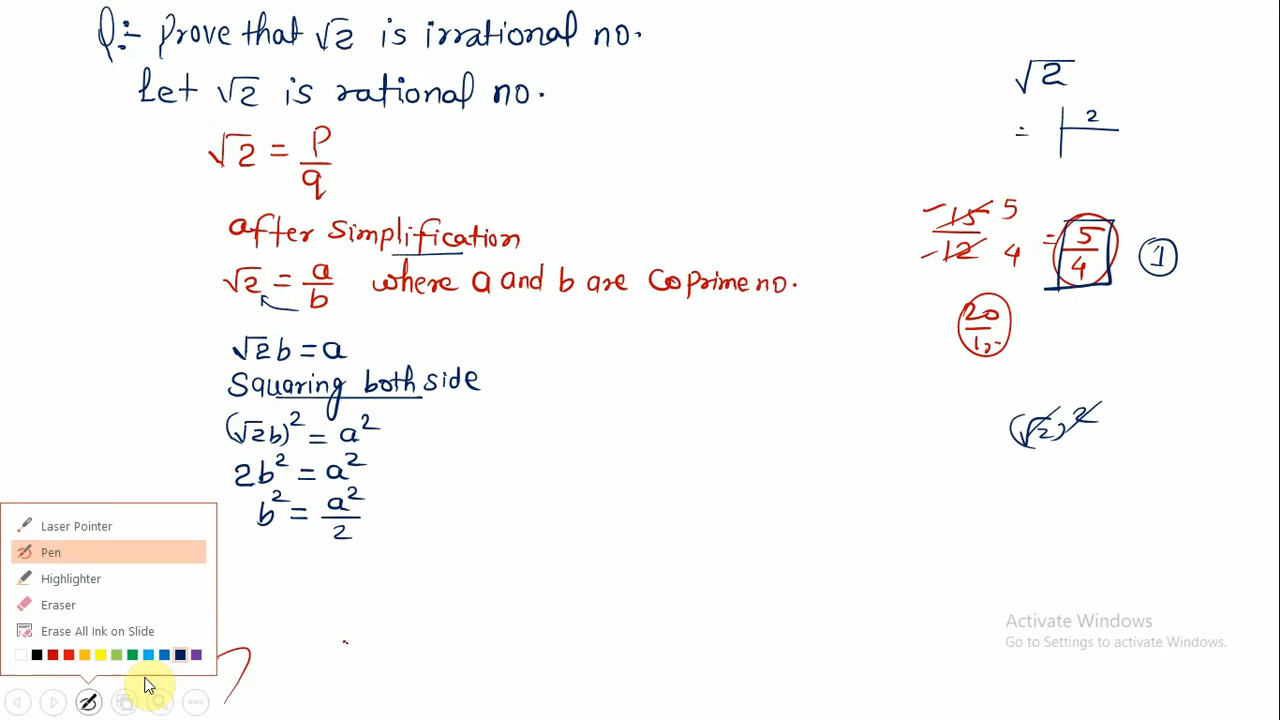 Q:- Prove that √2 is irrational no.
Let √2 is rational no.
√2 = p/q
after simplification
√2 = a/b where a and b are Coprime no.
√2b = a
Squaring both side
(√2b)² = a²
2b² = a²
b² = a²/2
√2
= 2
-15/-12 5/4 = 5/4 1
20
(√2)²
Laser Pointer
Pen
Highlighter
Eraser
Erase All Ink on Slide
Activate Windows
Go to Settings to activate Windows.